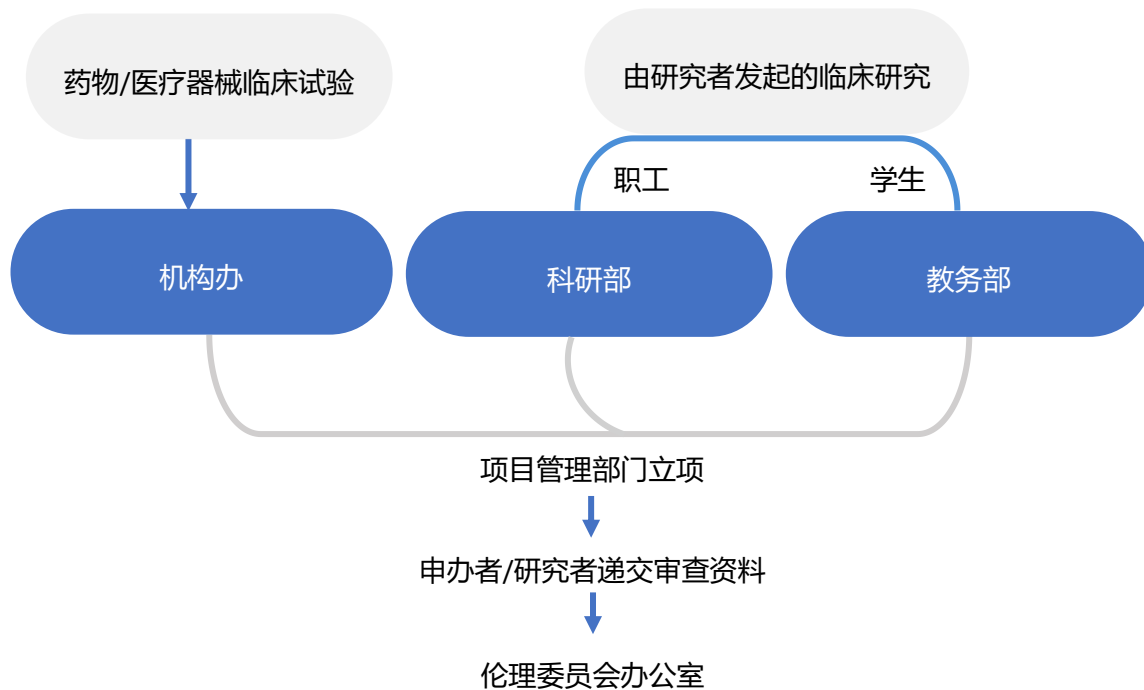 药物/医疗器械临床试验
由研究者发起的临床研究
职工
学生
机构办
科研部
教务部
项目管理部门立项
申办者/研究者递交审查资料
伦理委员会办公室